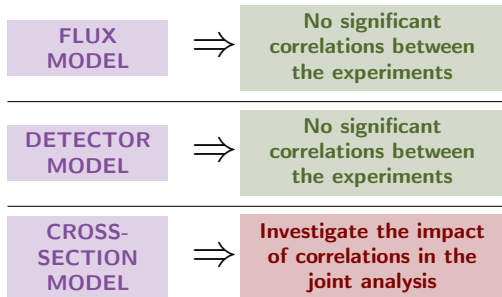 FLUX
MODEL
⇒
No significant
correlations between
the experiments
DETECTOR
MODEL
⇒
No significant
correlations between
the experiments
CROSS-
SECTION
MODEL
⇒
Investigate the impact
of correlations in the
joint analysis